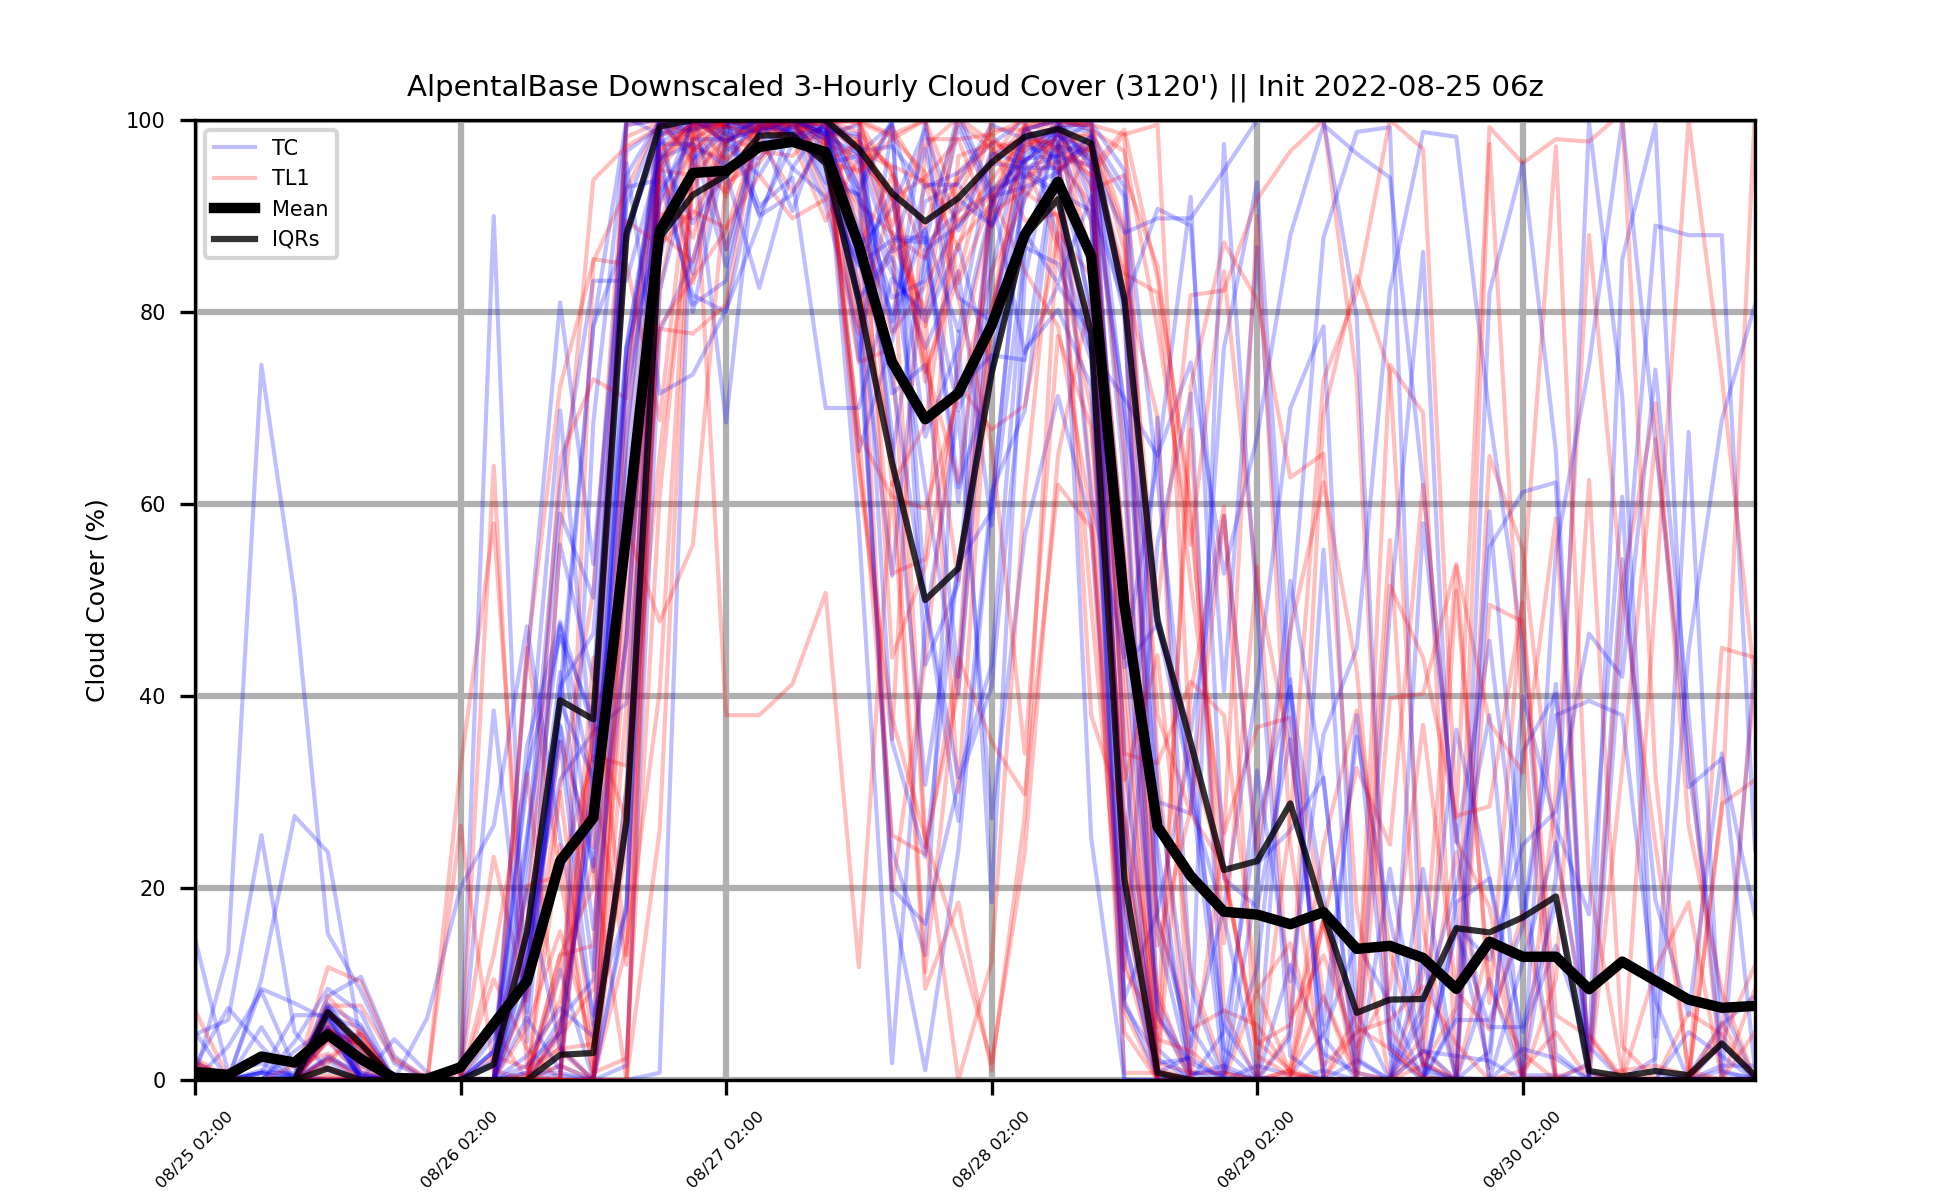 AlpentalBase Downscaled 3-Hourly Cloud Cover (3120') || Init 2022-08-25 06z
100
80
60
40
20
0
Cloud Cover (%)
TC
TL1
Mean
IQRs
08/25 02:00
08/26 02:00
08/27 02:00
08/28 02:00
08/29 02:00
08/30 02:00